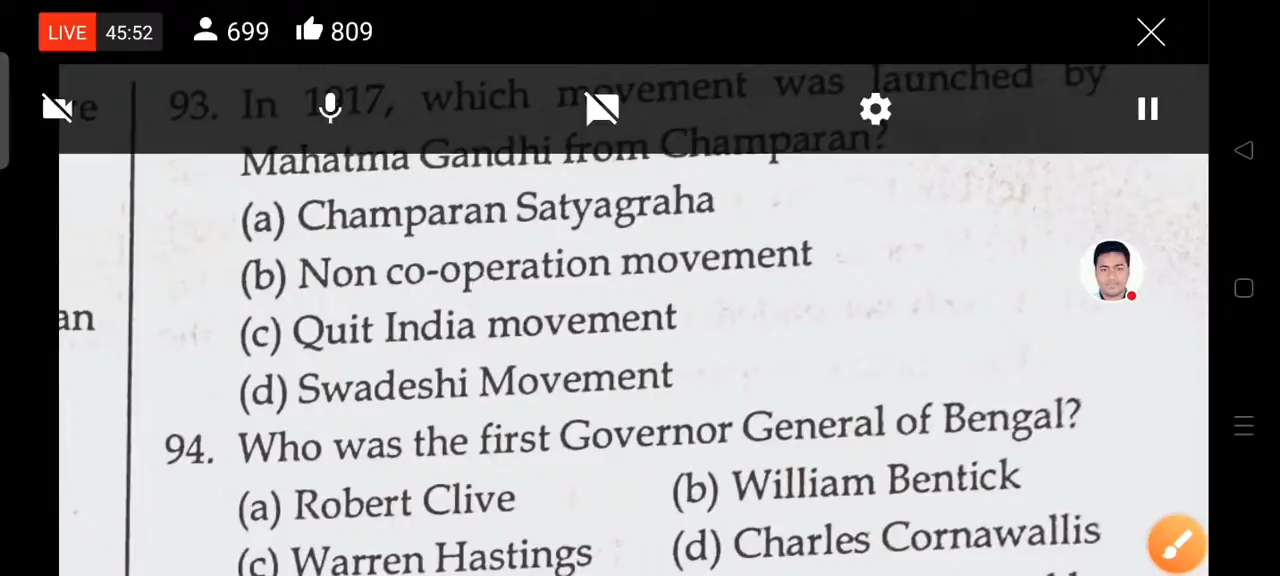 LIVE 45:52 699 809
ve 93. In 1917, which movement was launched by
Mahatma Gandhi from Champaran?
(a) Champaran Satyagraha
(b) Non co-operation movement
an (c) Quit India movement
(d) Swadeshi Movement
94. Who was the first Governor General of Bengal?
(a) Robert Clive (b) William Bentick
(c) Warren Hastings (d) Charles Cornawallis